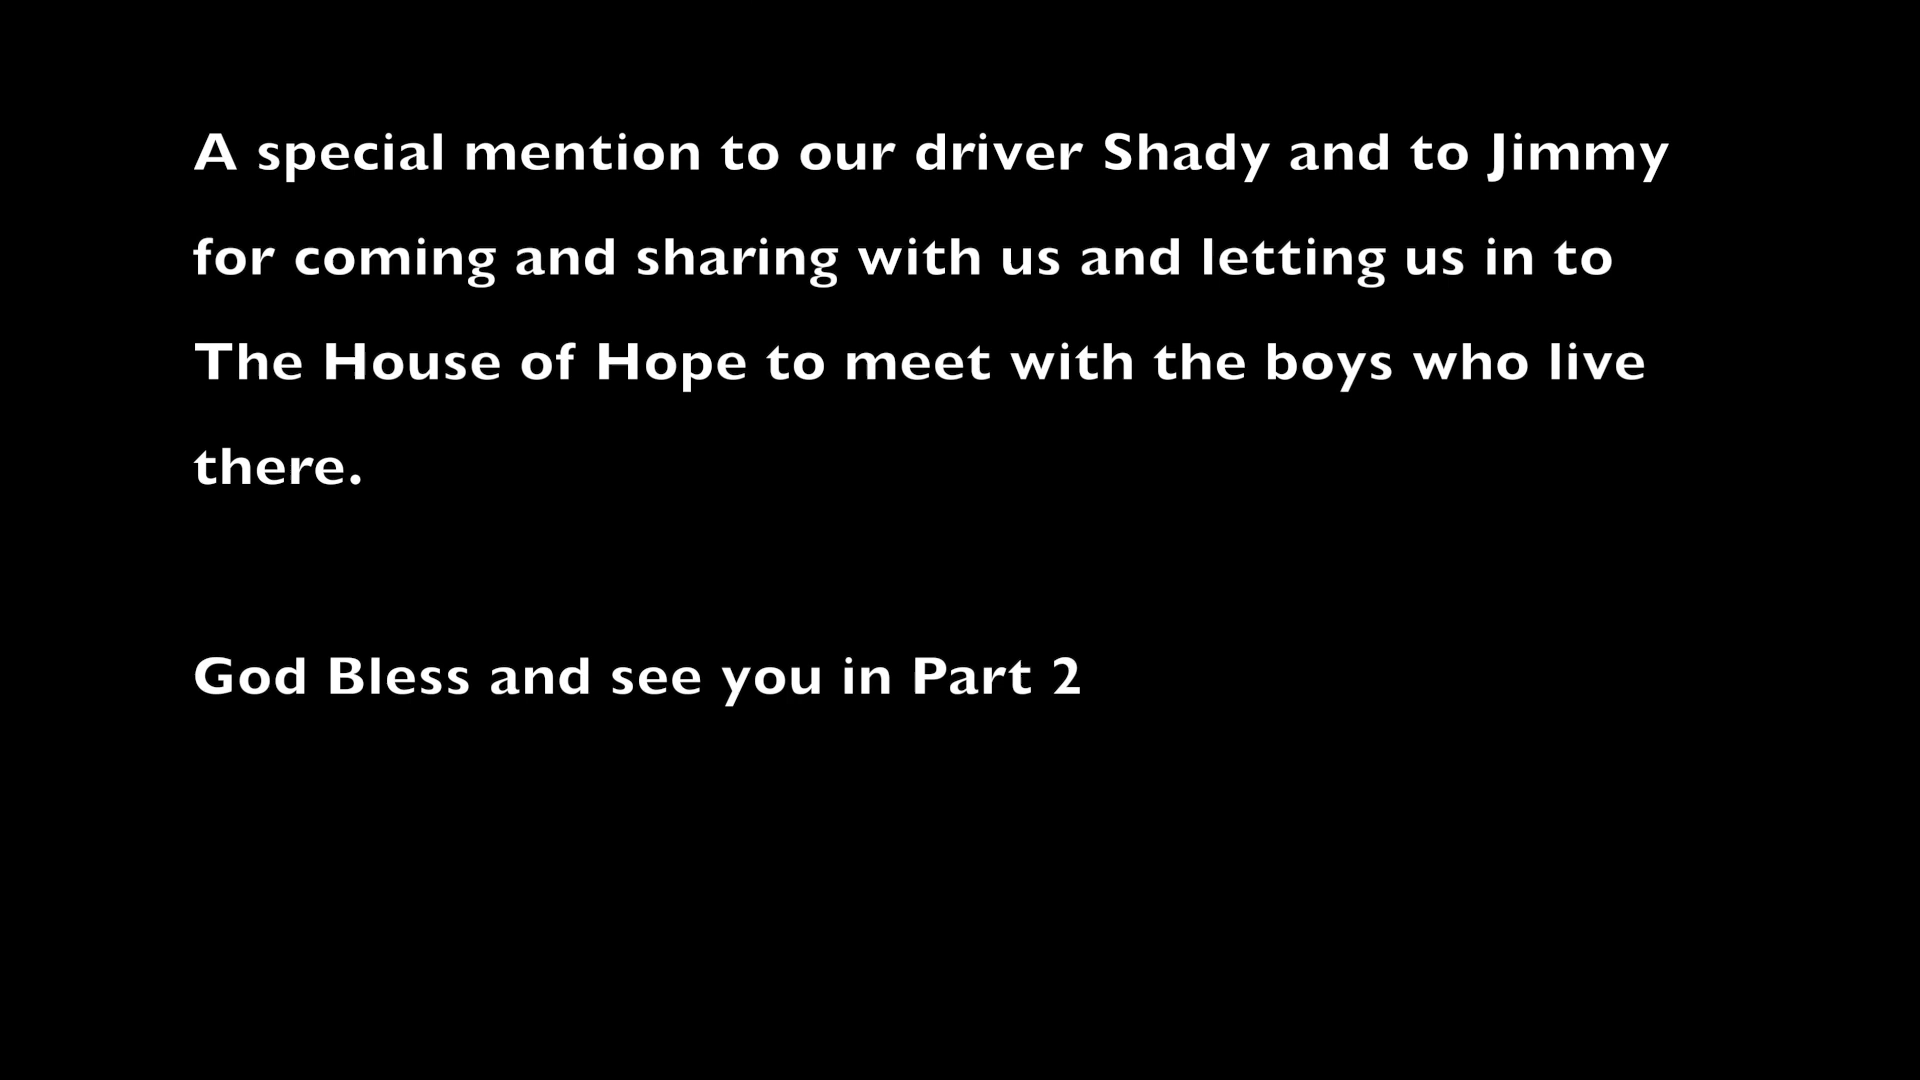 A special mention to our driver Shady and to Jimmy
for coming and sharing with us and letting us in to
The House of Hope to meet with the boys who live
there.
God Bless and see you in Part 2